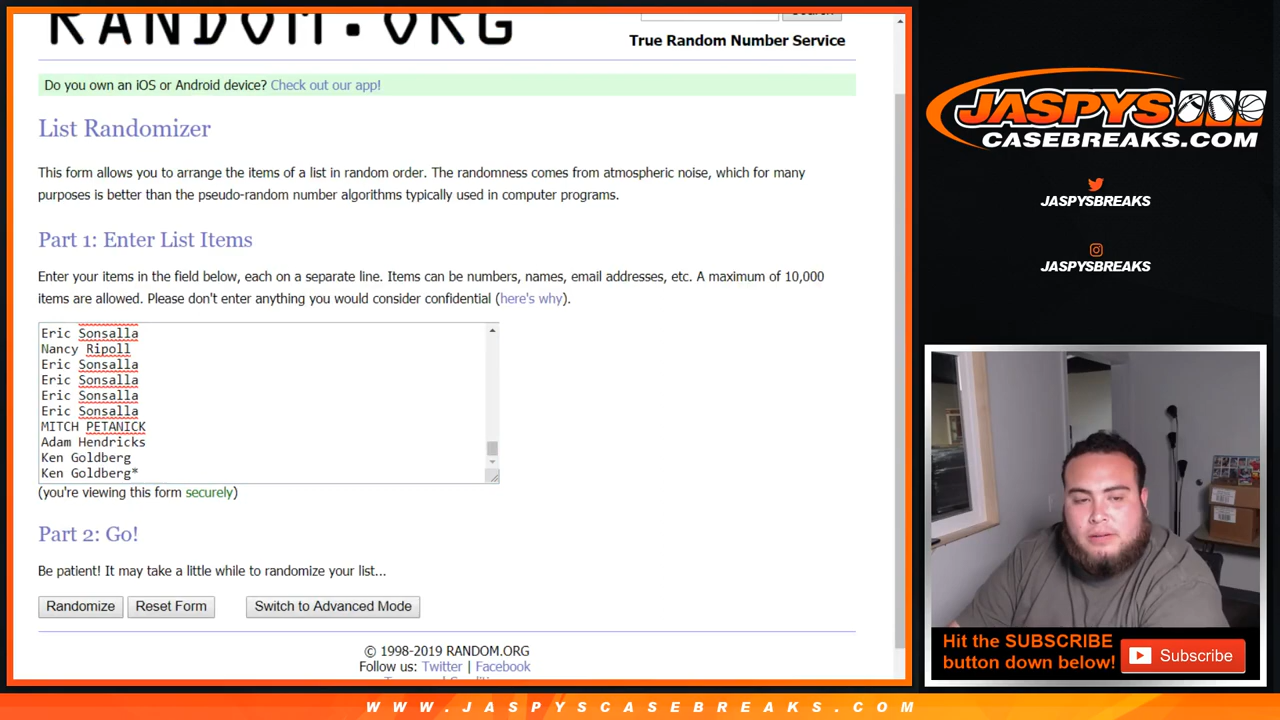 RANDOM.ORG
Search
True Random Number Service
Do you own an iOS or Android device? Check out our app!
List Randomizer
This form allows you to arrange the items of a list in random order. The randomness comes from atmospheric noise, which for many
purposes is better than the pseudo-random number algorithms typically used in computer programs.
Part 1: Enter List Items
Enter your items in the field below, each on a separate line. Items can be numbers, names, email addresses, etc. A maximum of 10,000
items are allowed. Please don't enter anything you would consider confidential (here's why).
Eric Sonsalla
Nancy Ripoll
Eric Sonsalla
Eric Sonsalla
Eric Sonsalla
Eric Sonsalla
MITCH PETANICK
Adam Hendricks
Ken Goldberg
Ken Goldberg*
(you're viewing this form securely)
Part 2: Go!
Be patient! It may take a little while to randomize your list...
Randomize
Reset Form
Switch to Advanced Mode
© 1998-2019 RANDOM.ORG
Follow us: Twitter | Facebook
JASPYS
CASEBREAKS.COM
JASPYSBREAKS
JASPYSBREAKS
Hit the SUBSCRIBE
button down below!
Subscribe
WWW.JASPYSCASEBREAKS.COM